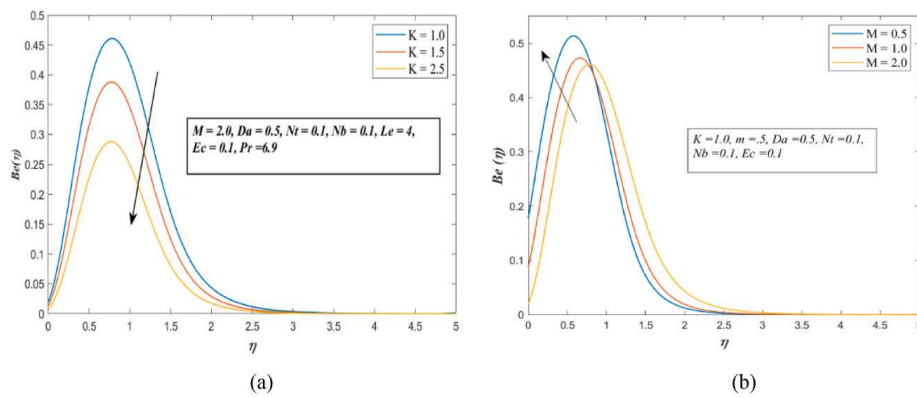 0.5
0.45
0.4
0.35
0.3
0.25
0.2
0.15
0.1
0.05
0
Be(η)
K = 1.0
K = 1.5
K = 2.5
M = 2.0, Da = 0.5, Nt = 0.1, Nb = 0.1, Le = 4,
Ec = 0.1, Pr =6.9
0 0.5 1 1.5 2 2.5 3 3.5 4 4.5 5
η
(a)
0.5
0.4
0.3
0.2
0.1
0
Be (η)
M = 0.5
M = 1.0
M = 2.0
K =1.0, m =.5, Da =0.5, Nt =0.1,
Nb =0.1, Ec =0.1
0 0.5 1 1.5 2 2.5 3 3.5 4 4.5 5
η
(b)